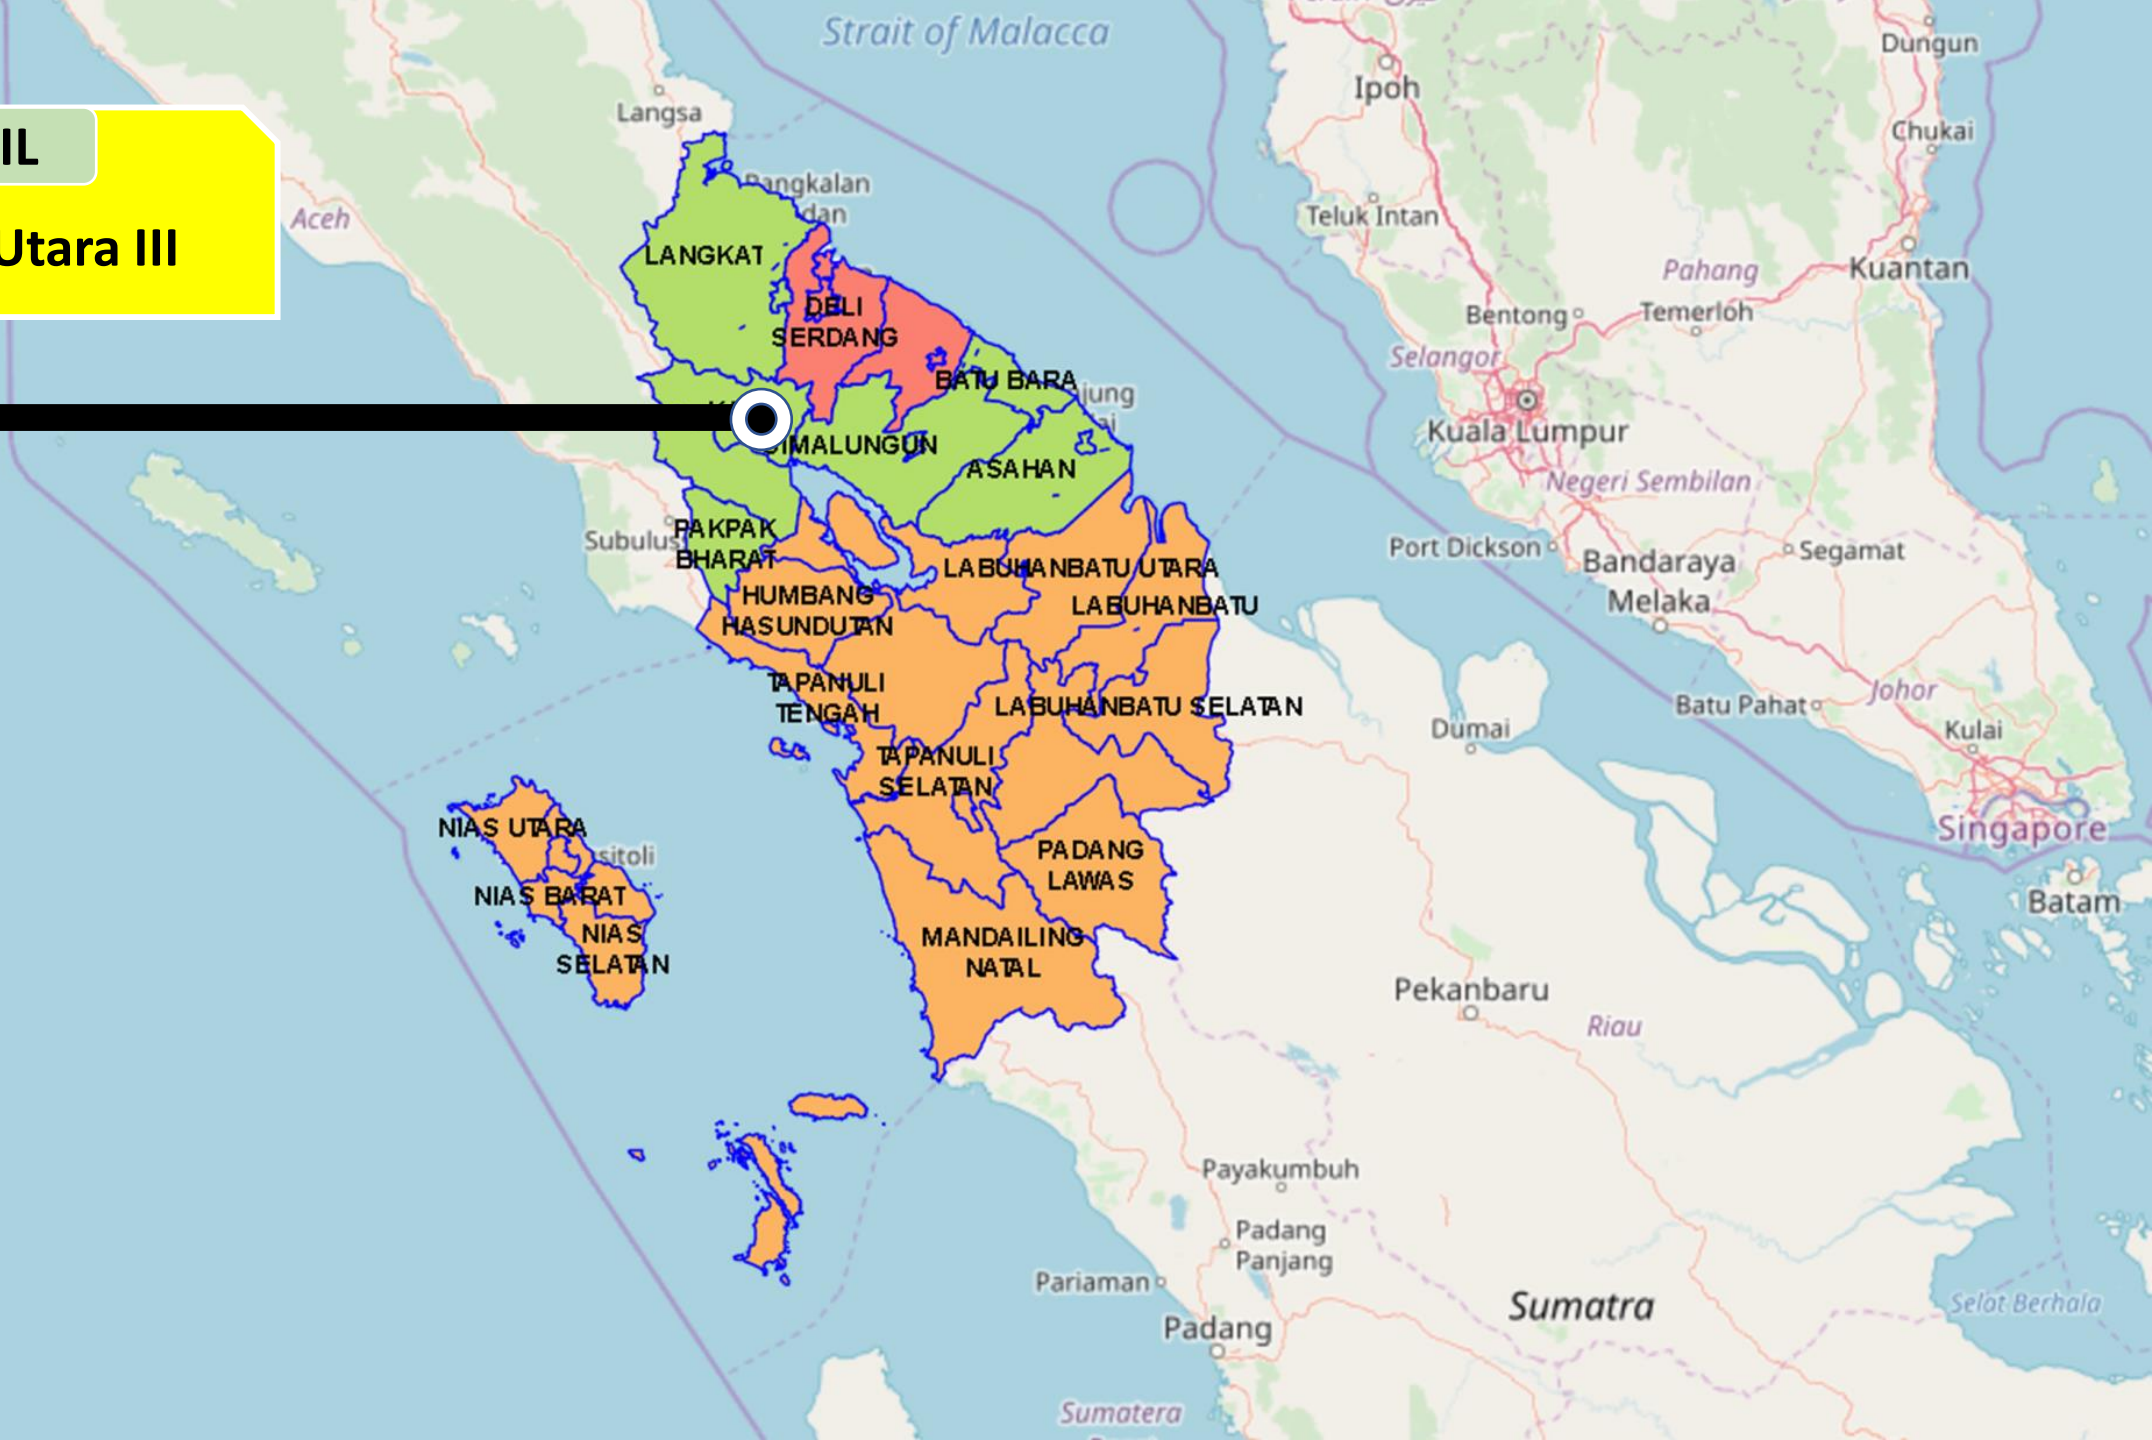 Strait of Malacca
Dungun
Ipoh
Langsa
Chukai
IL
Pangkalan
dan
Aceh
Teluk Intan
Utara III
LANGKAT
Pahang
Kuantan
DELI
SERDANG
Bentong
Temerloh
Selangor
BATU BARA
jung
ai
Kuala Lumpur
SIMALUNGUN
ASAHAN
Negeri Sembilan
PAKPAK
BHARAT
Subulus
Port Dickson
Segamat
Bandaraya
Melaka
LABUHANBATU UTARA
HUMBANG
HASUNDUTAN
LABUHANBATU
TAPANULI
TENGAH
LABUHANBATU SELATAN
Johor
Batu Pahat
Dumai
Kulai
TAPANULI
SELATAN
NIAS UTARA
Singapore
sitoli
PADANG
LAWAS
NIAS BARAT
Batam
NIAS
SELATAN
MANDAILING
NATAL
Pekanbaru
Riau
Payakumbuh
Padang
Panjang
Pariaman
Sumatra
Selat Berhala
Padang
Sumatera